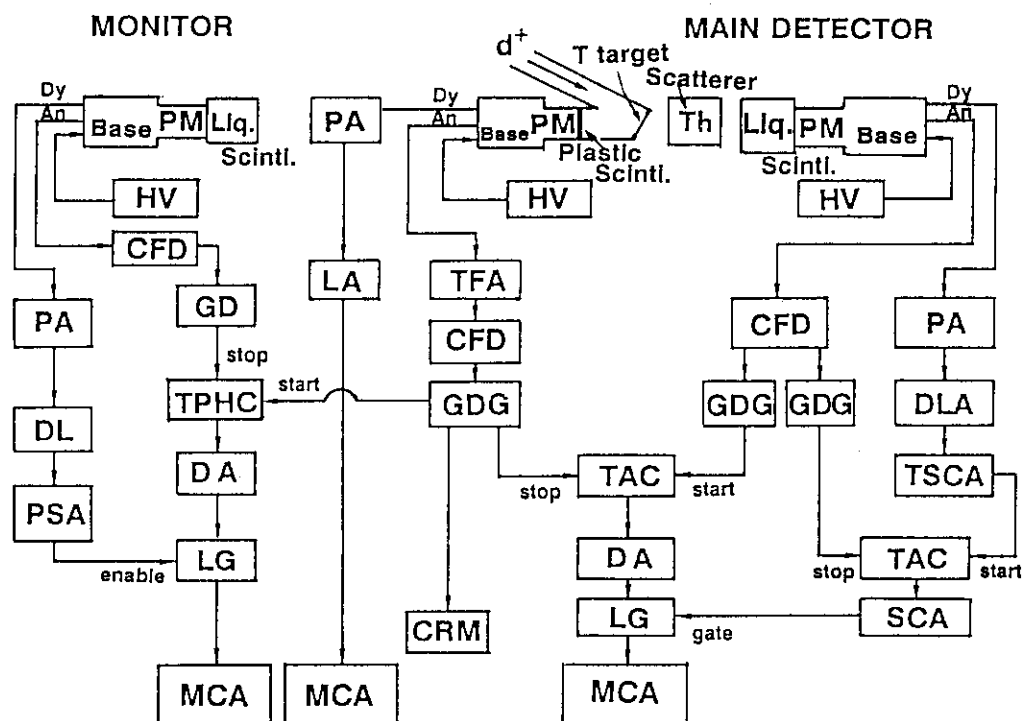 MONITOR
MAIN DETECTOR
d+
T target
Scatterer
Dy
An
Base
PM
Liq.
Scintl.
HV
PA
Dy
An
Base
PM
Plastic
Scintl.
HV
Th
Liq.
PM
Base
Scintl.
HV
Dy
An
CFD
GD
PA
stop
TPHC
start
DL
DA
PSA
LG
enable
MCA
LA
MCA
TFA
CFD
GDG
CRM
CFD
GDG
GDG
PA
DLA
TSCA
stop
TAC
start
DA
LG
gate
MCA
stop
TAC
start
SCA